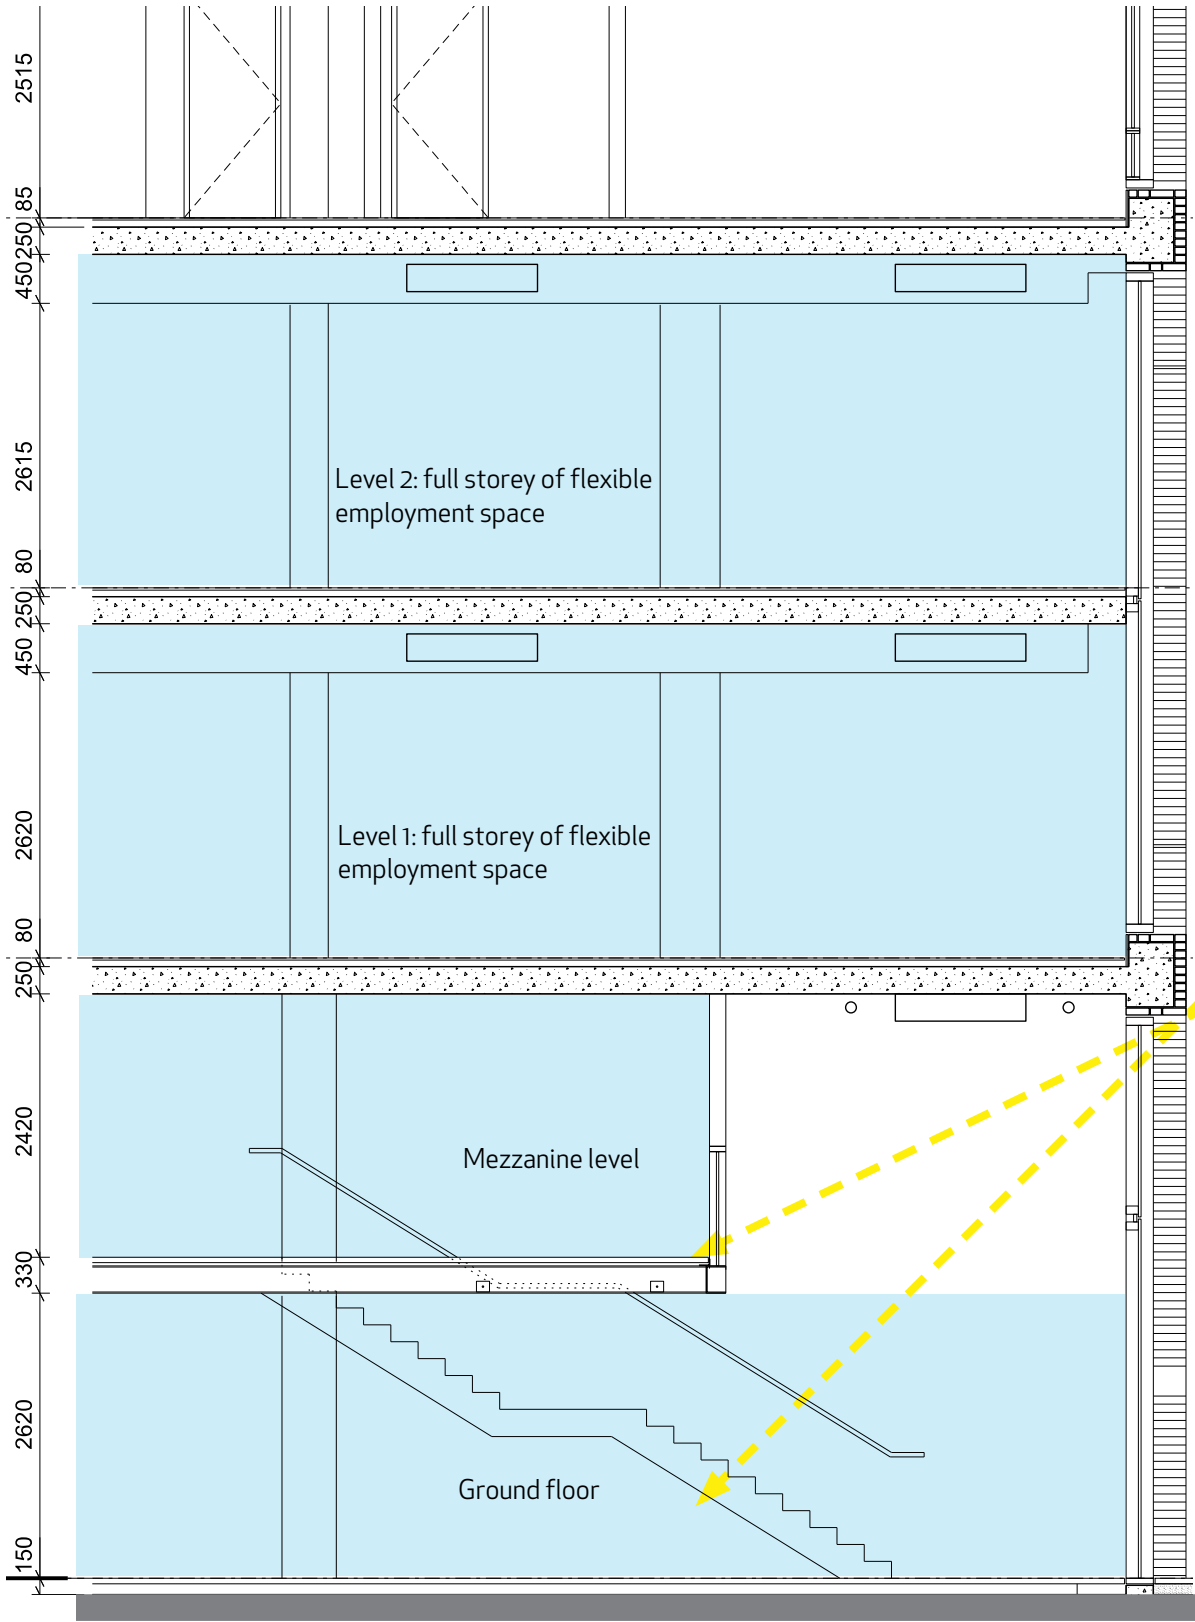 2515
85
250
450
2615
Level 2: full storey of flexible
employment space
80
250
450
2620
Level 1: full storey of flexible
employment space
80
250
2420
Mezzanine level
330
2620
Ground floor
150